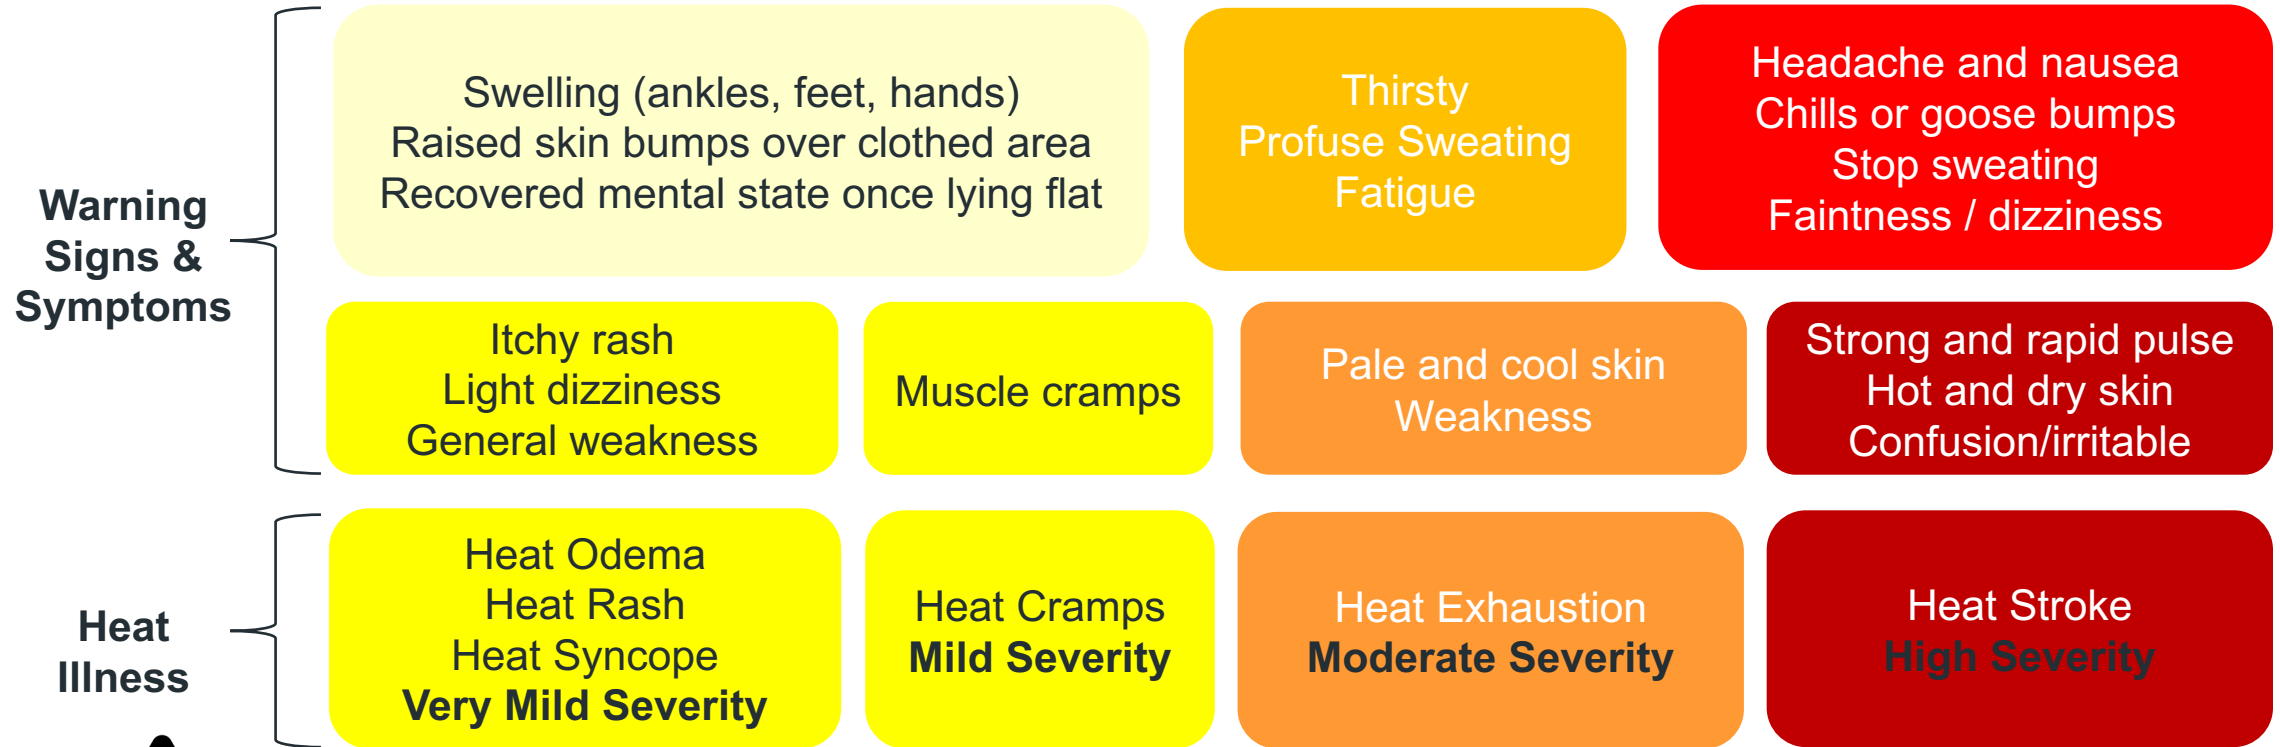 Warning
Signs &
Symptoms
Swelling (ankles, feet, hands)
Raised skin bumps over clothed area
Recovered mental state once lying flat
Thirsty
Profuse Sweating
Fatigue
Headache and nausea
Chills or goose bumps
Stop sweating
Faintness / dizziness
Itchy rash
Light dizziness
General weakness
Muscle cramps
Pale and cool skin
Weakness
Strong and rapid pulse
Hot and dry skin
Confusion/irritable
Heat
Illness
Heat Odema
Heat Rash
Heat Syncope
Very Mild Severity
Heat Cramps
Mild Severity
Heat Exhaustion
Moderate Severity
Heat Stroke
High Severity